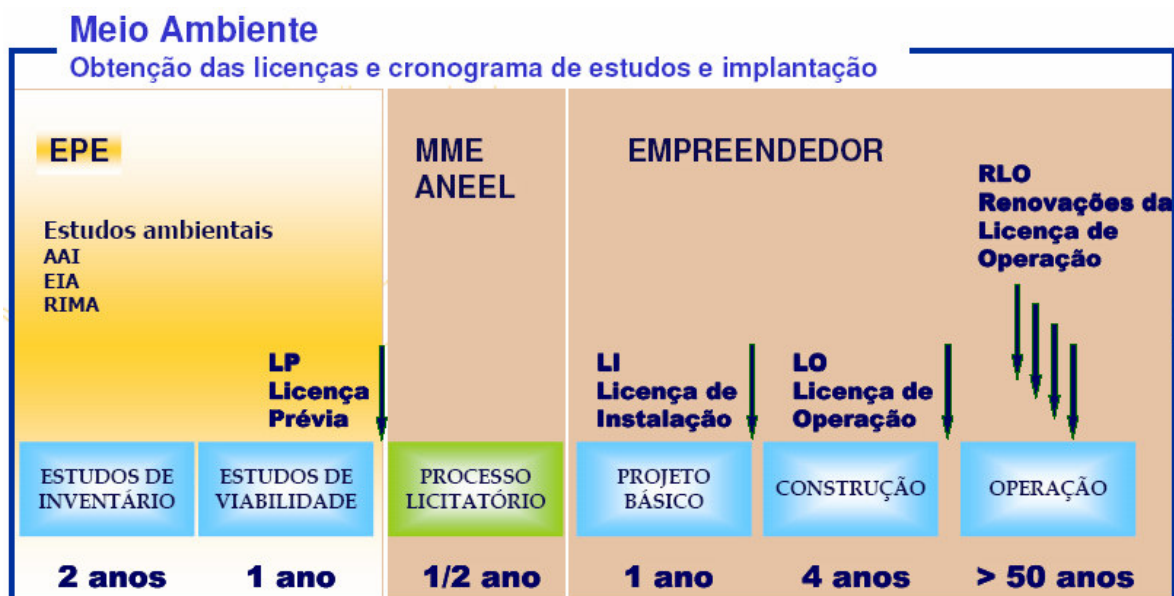 Meio Ambiente
Obtenção das licenças e cronograma de estudos e implantação
EPE
Estudos ambientais
AAI
EIA
RIMA
LP
Licença
Prévia
MME
ANEEL
EMPREENDEDOR
LI
Licença de
Instalação
LO
Licença de
Operação
RLO
Renovações da
Licença de
Operação
ESTUDOS DE
INVENTÁRIO
ESTUDOS DE
VIABILIDADE
PROCESSO
LICITATÓRIO
PROJETO
BÁSICO
CONSTRUÇÃO
OPERAÇÃO
2 anos
1 ano
1/2 ano
1 ano
4 anos
> 50 anos